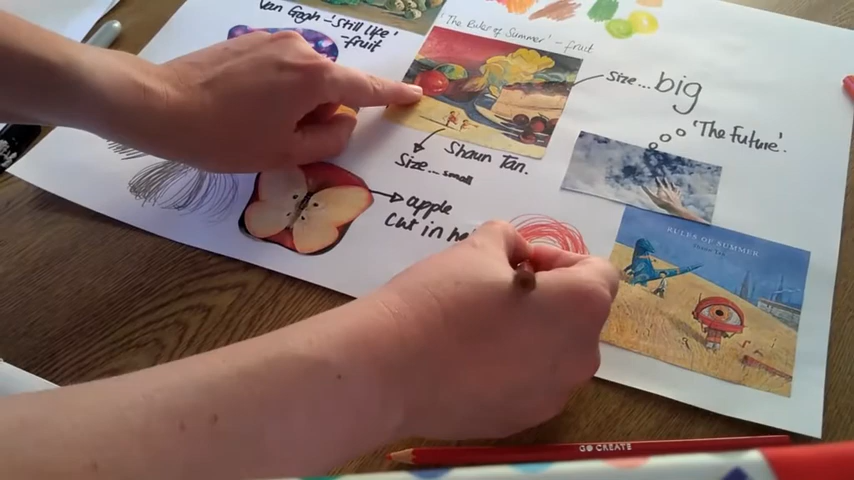 Van Gogh - 'Still Life'
- fruit
'The Rules of Summer' - fruit
Size... big
'The Future'.
Shaun Tan.
Size... small
apple
Cut in
RULES OF SUMMER
GO CREATE